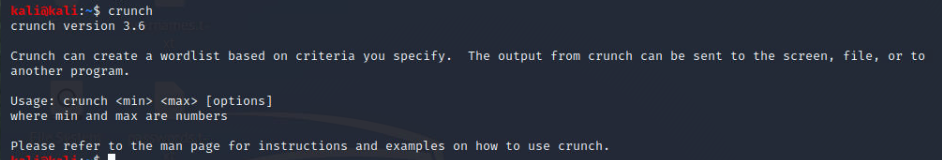 kali@kali:~$ crunch
crunch version 3.6
Crunch can create a wordlist based on criteria you specify.  The output from crunch can be sent to the screen, file, or to
another program.
Usage: crunch <min> <max> [options]
where min and max are numbers
Please refer to the man page for instructions and examples on how to use crunch.
kali@kali:~$